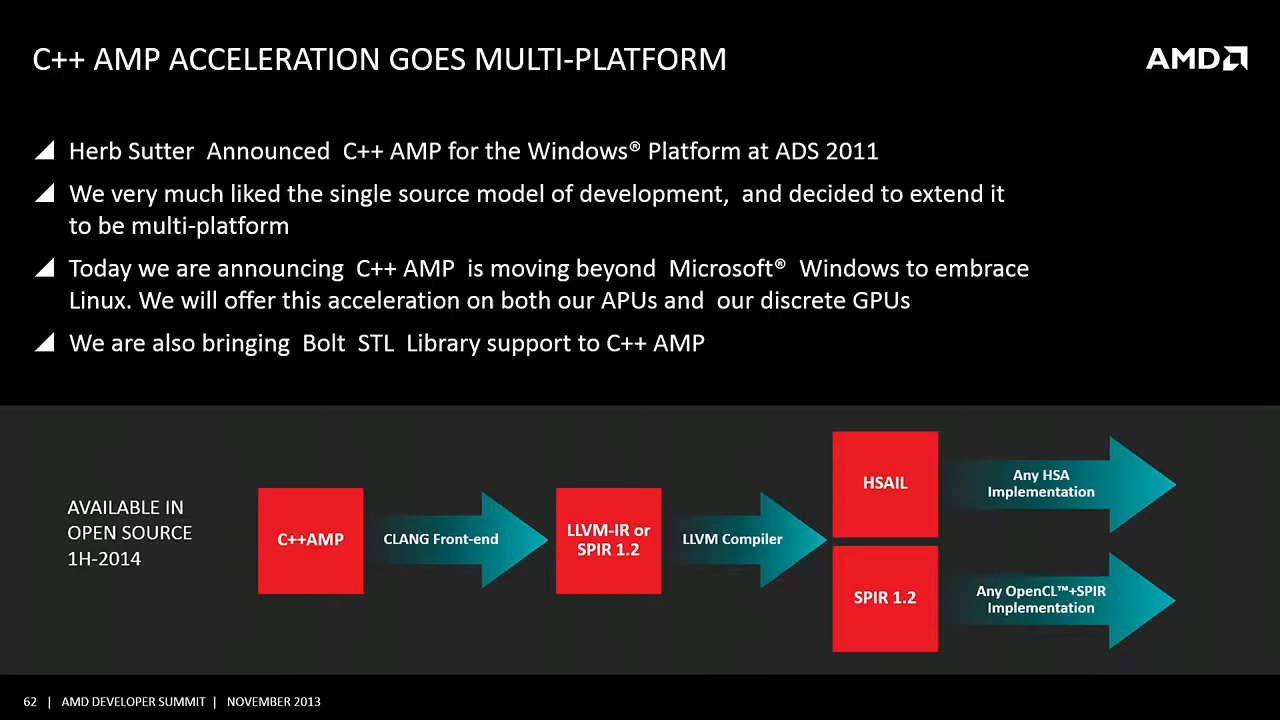 C++ AMP ACCELERATION GOES MULTI-PLATFORM
AMD
Herb Sutter Announced C++ AMP for the Windows® Platform at ADS 2011
We very much liked the single source model of development, and decided to extend it
to be multi-platform
Today we are announcing C++ AMP is moving beyond Microsoft® Windows to embrace
Linux. We will offer this acceleration on both our APUs and our discrete GPUs
We are also bringing Bolt STL Library support to C++ AMP
AVAILABLE IN
OPEN SOURCE
1H-2014
C++AMP
CLANG Front-end
LLVM-IR or
SPIR 1.2
LLVM Compiler
HSAIL
Any HSA
Implementation
SPIR 1.2
Any OpenCL™+SPIR
Implementation
62 | AMD DEVELOPER SUMMIT | NOVEMBER 2013